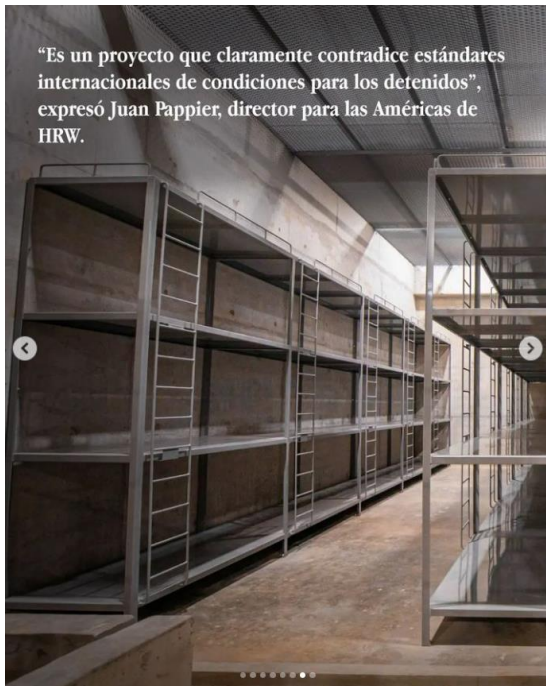 “Es un proyecto que claramente contradice estándares
internacionales de condiciones para los detenidos”,
expresó Juan Pappier, director para las Américas de
HRW.